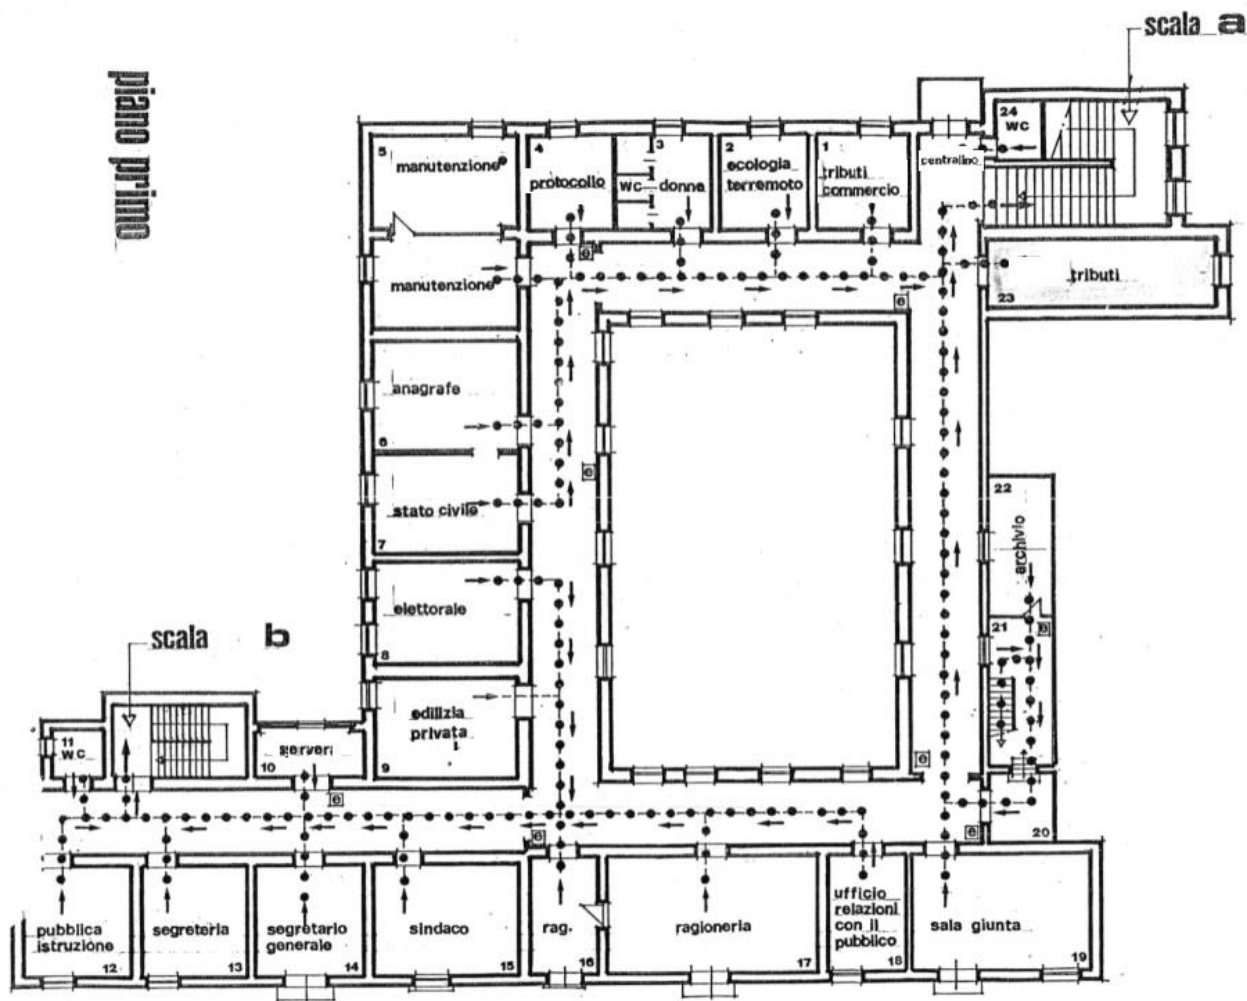 scala a
piano primo
24
WC
5
manutenzione
4
protocollo
3
WC
donne
2
ecologia
terremoto
1
tributi
commercio
centralino
e
manutenzione
tributi
23
e
anagrafe
6
e
stato civile
7
22
archivio
elettorale
8
21
e
scala b
edilizia
privata
9
11
WC
server
10
e
e
e
e
20
pubblica
istruzione
12
segreteria
13
segretario
generale
14
sindaco
15
rag.
16
ragioneria
17
ufficio
relazioni
con il
pubblico
18
sala giunta
19